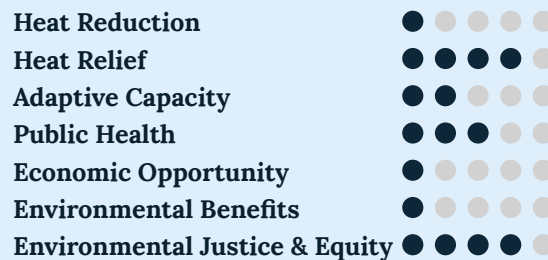 Heat Reduction
Heat Relief
Adaptive Capacity
Public Health
Economic Opportunity
Environmental Benefits
Environmental Justice & Equity